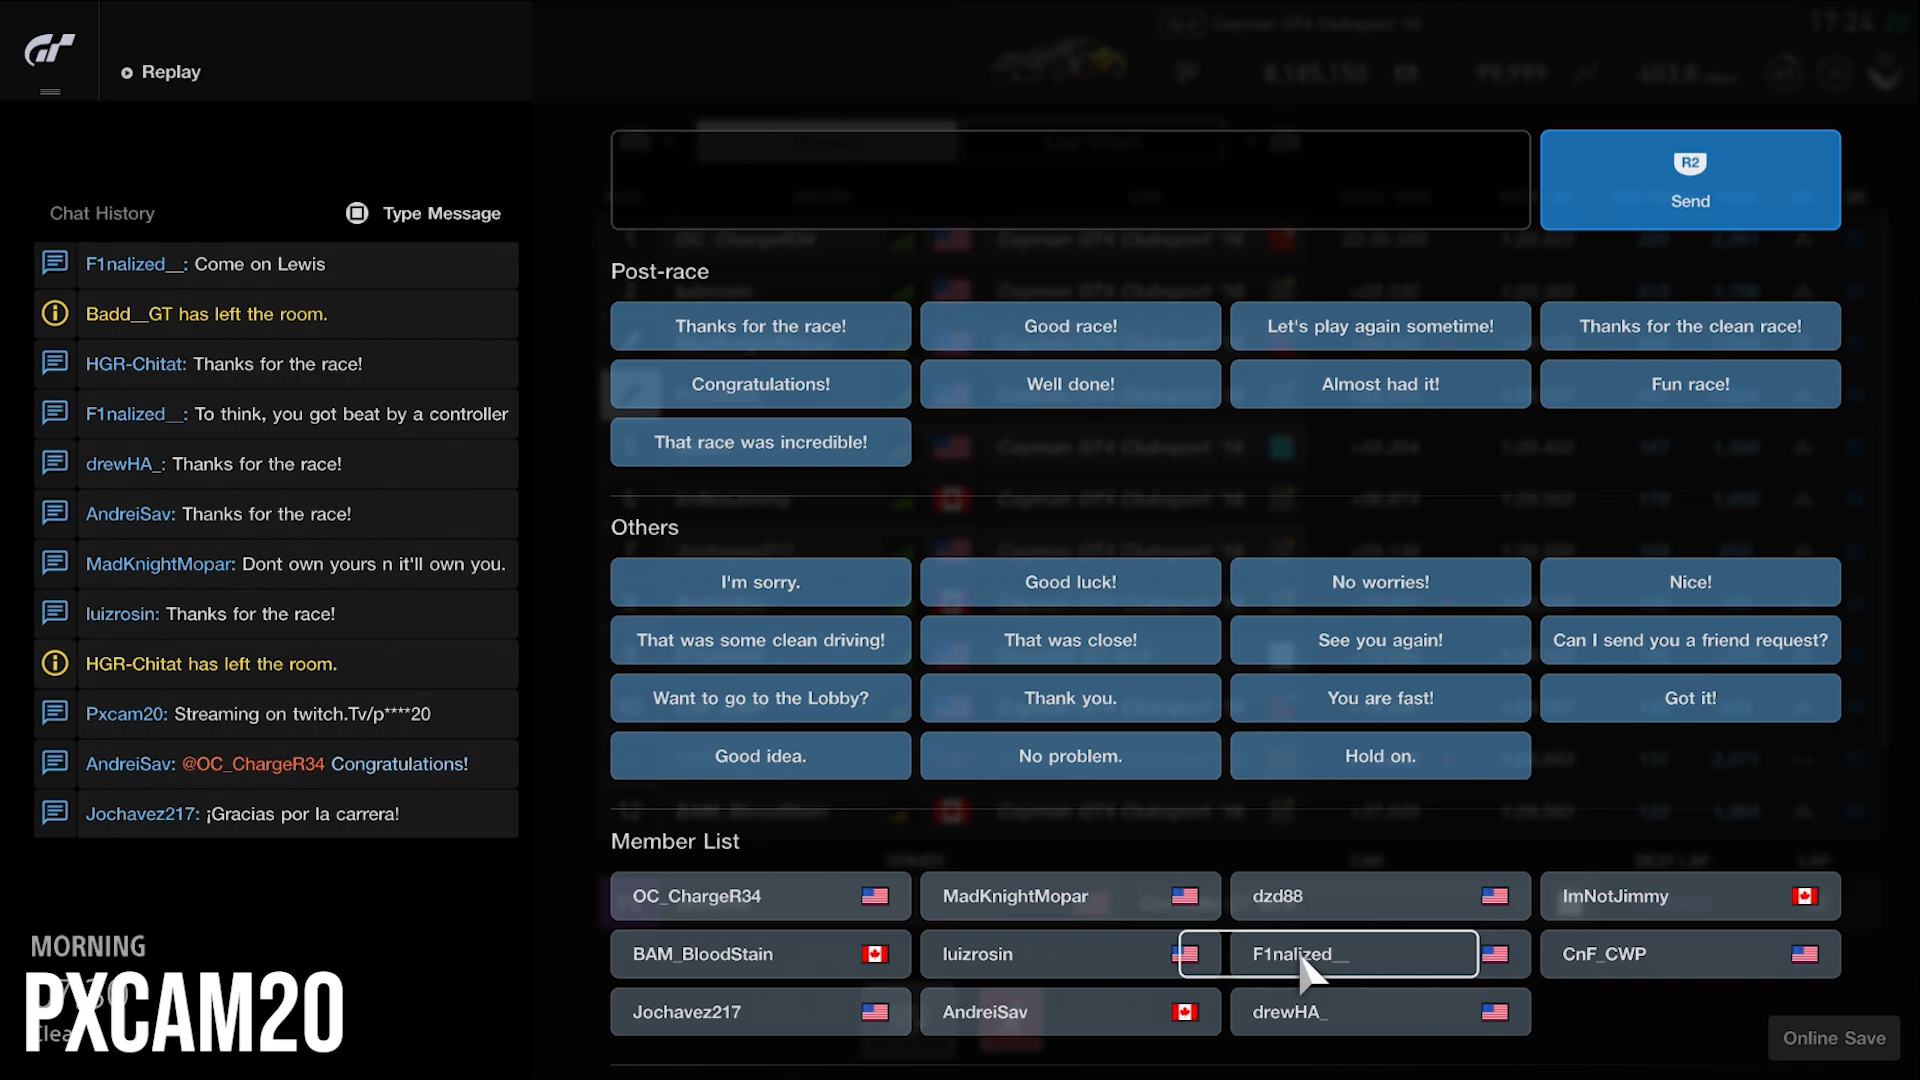 Replay
Chat History
Type Message
F1nalized__: Come on Lewis
Badd__GT has left the room.
HGR-Chitat: Thanks for the race!
F1nalized__: To think, you got beat by a controller
drewHA_: Thanks for the race!
AndreiSav: Thanks for the race!
MadKnightMopar: Dont own yours n it'll own you.
luizrosin: Thanks for the race!
HGR-Chitat has left the room.
Pxcam20: Streaming on twitch.Tv/p****20
AndreiSav: @OC_ChargeR34 Congratulations!
Jochavez217: ¡Gracias por la carrera!
MORNING
PXCAM20
R2
Send
Post-race
Thanks for the race!
Good race!
Let's play again sometime!
Thanks for the clean race!
Congratulations!
Well done!
Almost had it!
Fun race!
That race was incredible!
Others
I'm sorry.
Good luck!
No worries!
Nice!
That was some clean driving!
That was close!
See you again!
Can I send you a friend request?
Want to go to the Lobby?
Thank you.
You are fast!
Got it!
Good idea.
No problem.
Hold on.
Member List
OC_ChargeR34
MadKnightMopar
dzd88
ImNotJimmy
BAM_BloodStain
luizrosin
F1nalized__
CnF_CWP
Jochavez217
AndreiSav
drewHA_
Online Save